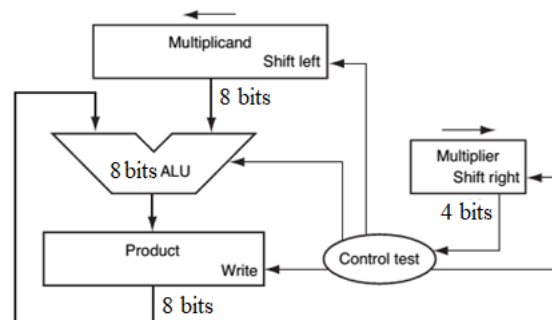 Multiplicand
Shift left
8 bits
8 bits ALU
Multiplier
Shift right
4 bits
Product
Write
Control test
8 bits